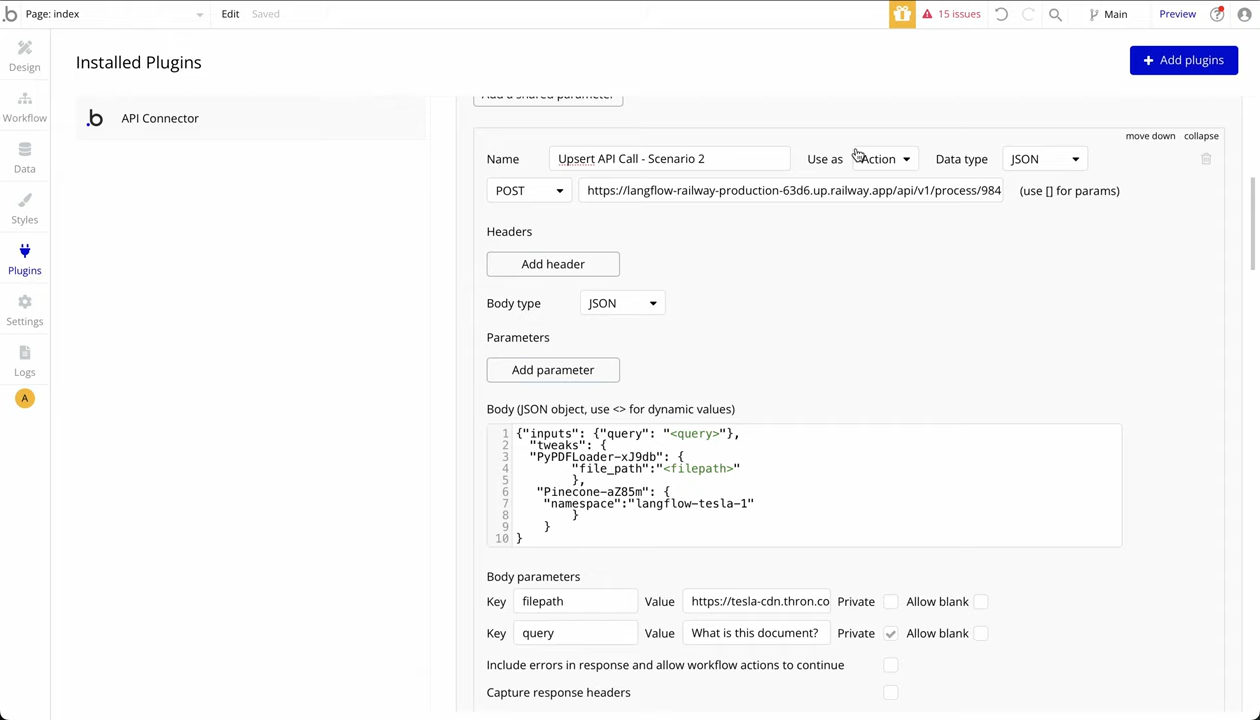 Page: index
Edit
Saved
15 issues
Main
Preview
Design
Workflow
Data
Styles
Plugins
Settings
Logs
A
Installed Plugins
+ Add plugins
API Connector
Add a shared parameter
move down collapse
Name Upsert API Call - Scenario 2 Use as Action Data type JSON
POST https://langflow-railway-production-63d6.up.railway.app/api/v1/process/984 (use [] for params)
Headers
Add header
Body type JSON
Parameters
Add parameter
Body (JSON object, use <> for dynamic values)
1 {"inputs": {"query": "<query>"},
2 "tweaks": {
3 "PyPDFLoader-xJ9db": {
4 "file_path":"<filepath>"
5 },
6 "Pinecone-aZ85m": {
7 "namespace":"langflow-tesla-1"
8 }
9 }
10 }
Body parameters
Key filepath Value https://tesla-cdn.thron.co Private Allow blank
Key query Value What is this document? Private Allow blank
Include errors in response and allow workflow actions to continue
Capture response headers